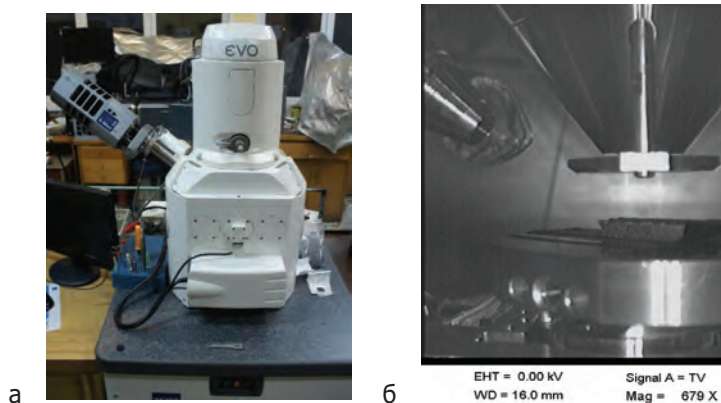 EVO
а
б
EHT = 0.00 kV
Signal A = TV
WD = 16.0 mm
Mag = 679 X